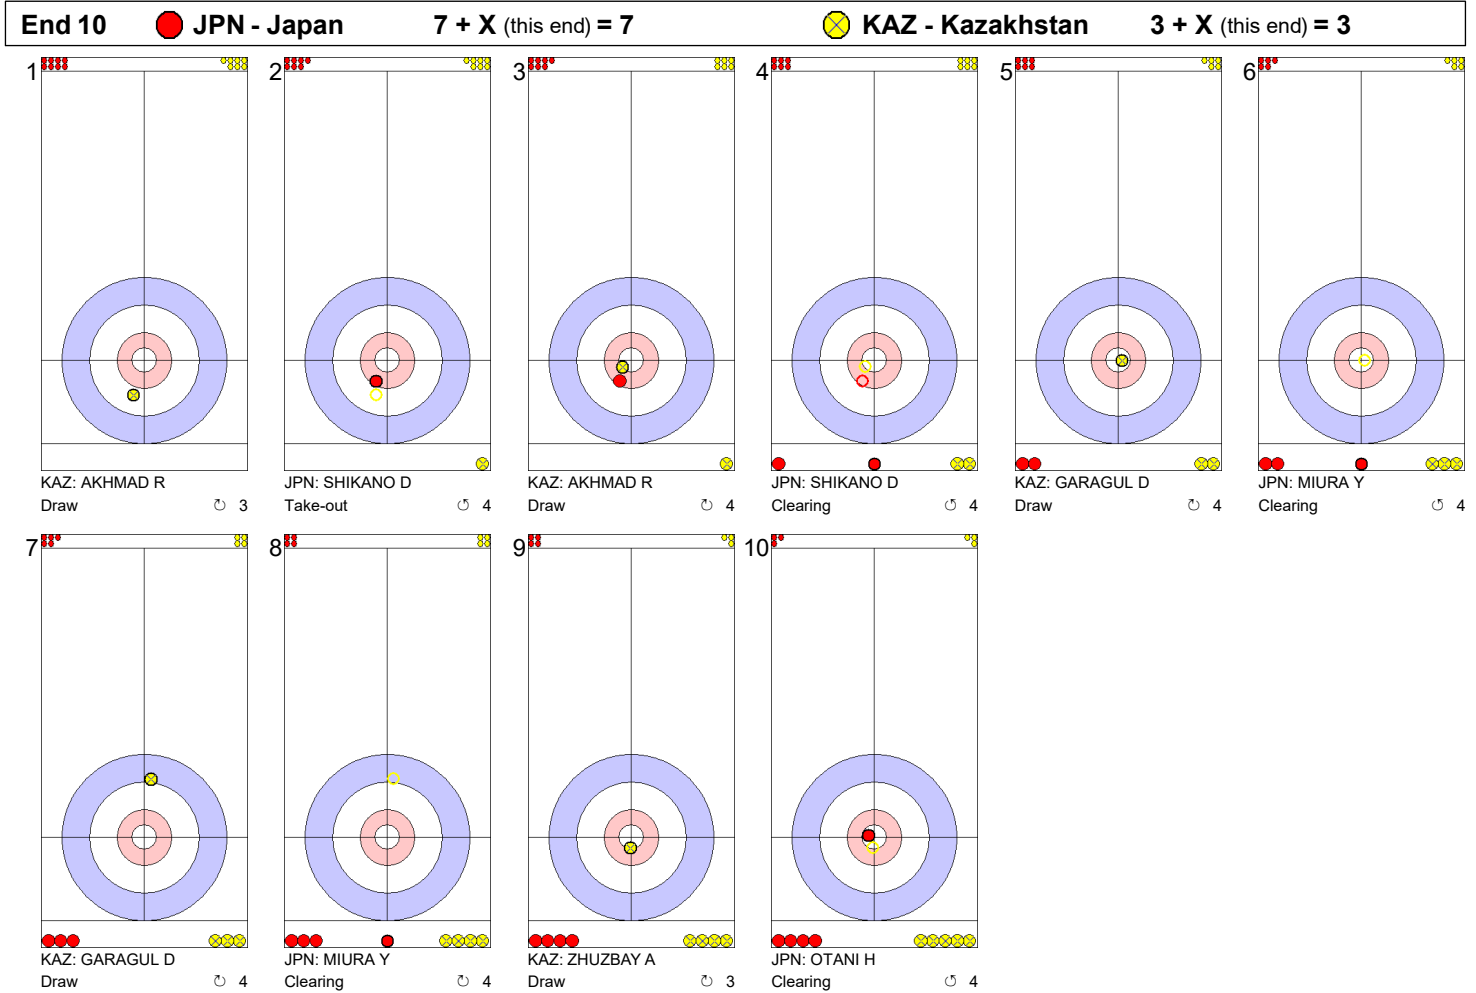 End 10 JPN - Japan 7 + X (this end) = 7 KAZ - Kazakhstan 3 + X (this end) = 3
1 2 3 4 5 6
KAZ: AKHMAD R JPN: SHIKANO D KAZ: AKHMAD R JPN: SHIKANO D KAZ: GARAGUL D JPN: MIURA Y
Draw ↻ 3 Take-out ↺ 4 Draw ↻ 4 Clearing ↺ 4 Draw ↻ 4 Clearing ↺ 4
7 8 9 10
KAZ: GARAGUL D JPN: MIURA Y KAZ: ZHUZBAY A JPN: OTANI H
Draw ↻ 4 Clearing ↻ 4 Draw ↻ 3 Clearing ↺ 4